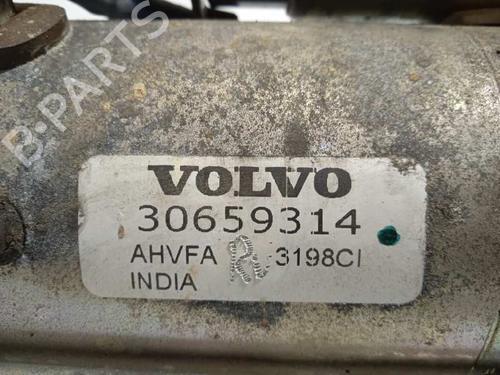 B-PARTS
VOLVO
30659314
AHVFA R 3198CI
INDIA